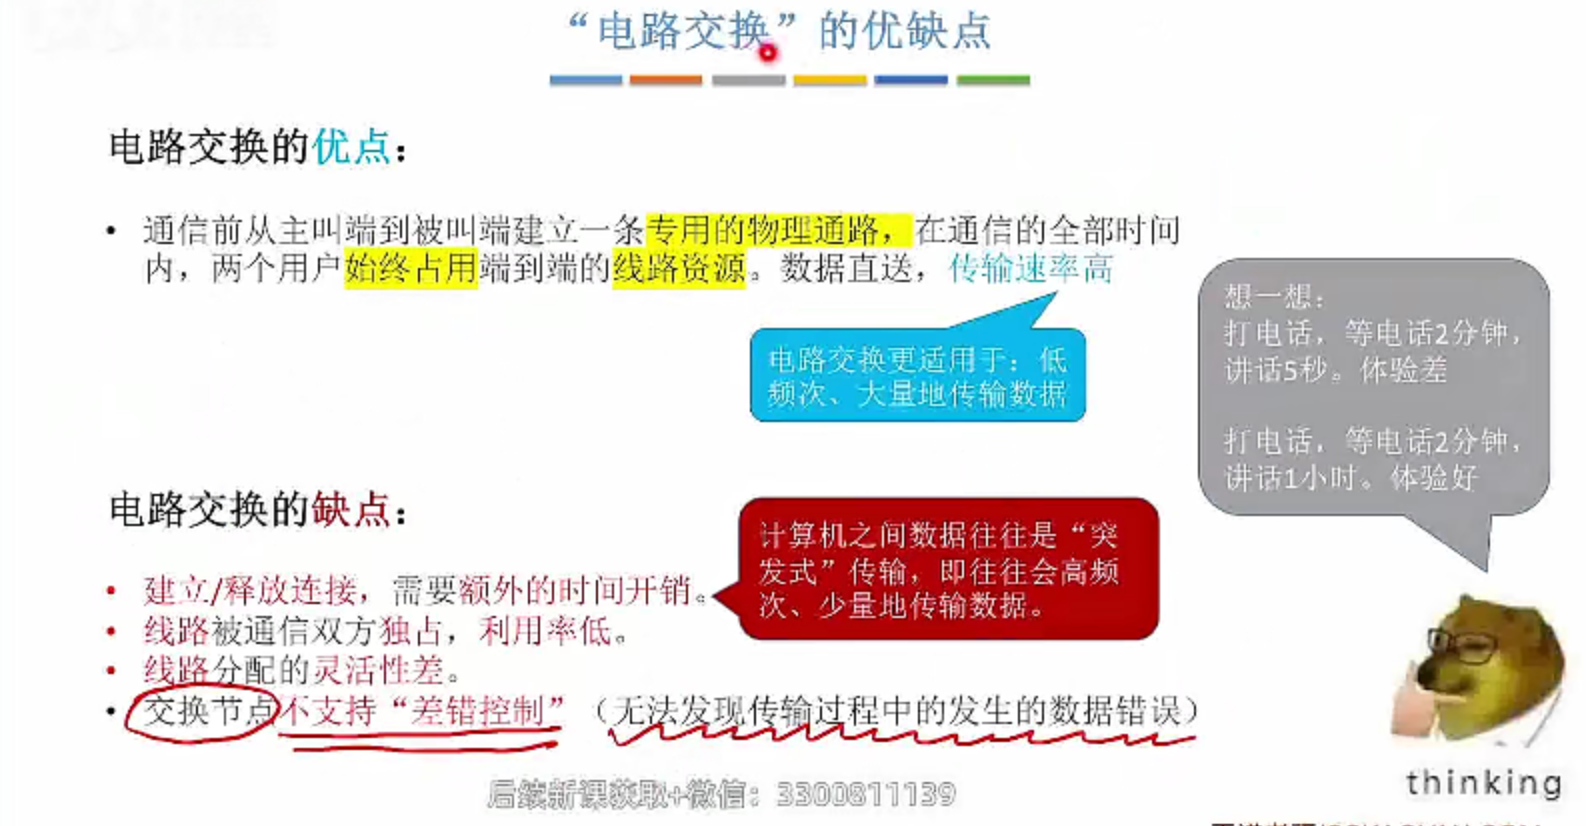 “电路交换”的优缺点
电路交换的优点：
• 通信前从主叫端到被叫端建立一条专用的物理通路，在通信的全部时间
内，两个用户始终占用端到端的线路资源。数据直送，传输速率高
电路交换更适用于：低
频次、大量地传输数据
想一想：
打电话，等电话2分钟，
讲话5秒。体验差
打电话，等电话2分钟，
讲话1小时。体验好
电路交换的缺点：
计算机之间数据往往是“突
发式”传输，即往往会高频
次、少量地传输数据。
• 建立/释放连接，需要额外的时间开销。
• 线路被通信双方独占，利用率低。
• 线路分配的灵活性差。
• 交换节点不支持“差错控制”（无法发现传输过程中的发生的数据错误）
thinking
后续新课获取+微信：3300811139